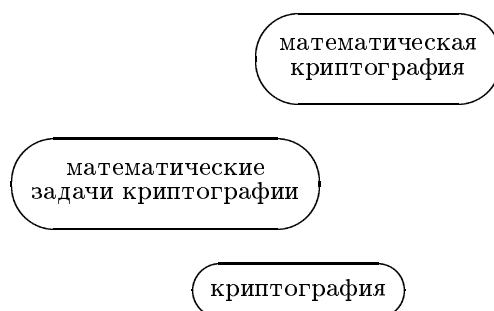 математическая
криптография
математические
задачи криптографии
криптография